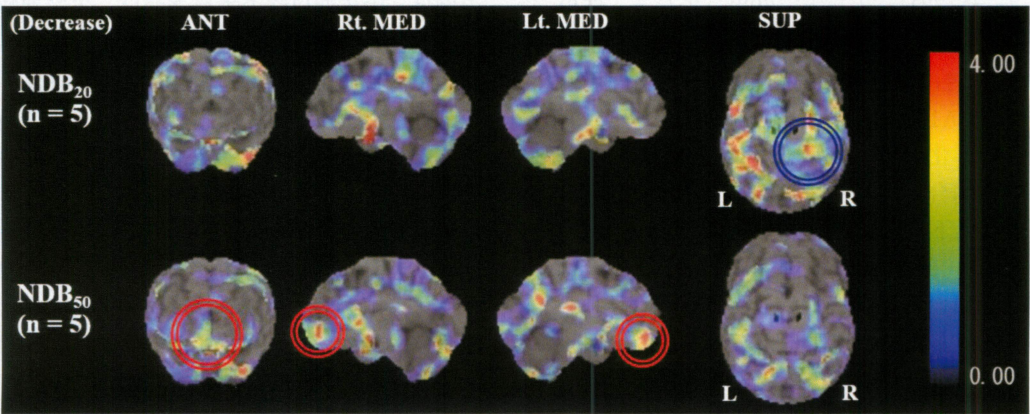 (Decrease) ANT Rt. MED Lt. MED SUP
4. 00
NDB20
(n = 5)
L R
NDB50
(n = 5)
0. 00
L R